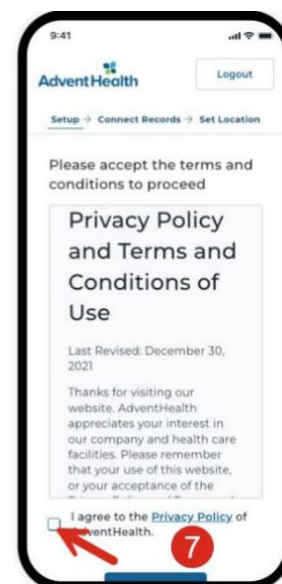 9:41
AdventHealth
Logout
Setup → Connect Records → Set Location
Please accept the terms and
conditions to proceed
Privacy Policy
and Terms and
Conditions of
Use
Last Revised: December 30,
2021
Thanks for visiting our
website. AdventHealth
appreciates your interest in
our company and health care
facilities. Please remember
that your use of this website,
or your acceptance of the
I agree to the Privacy Policy of
AdventHealth.
7